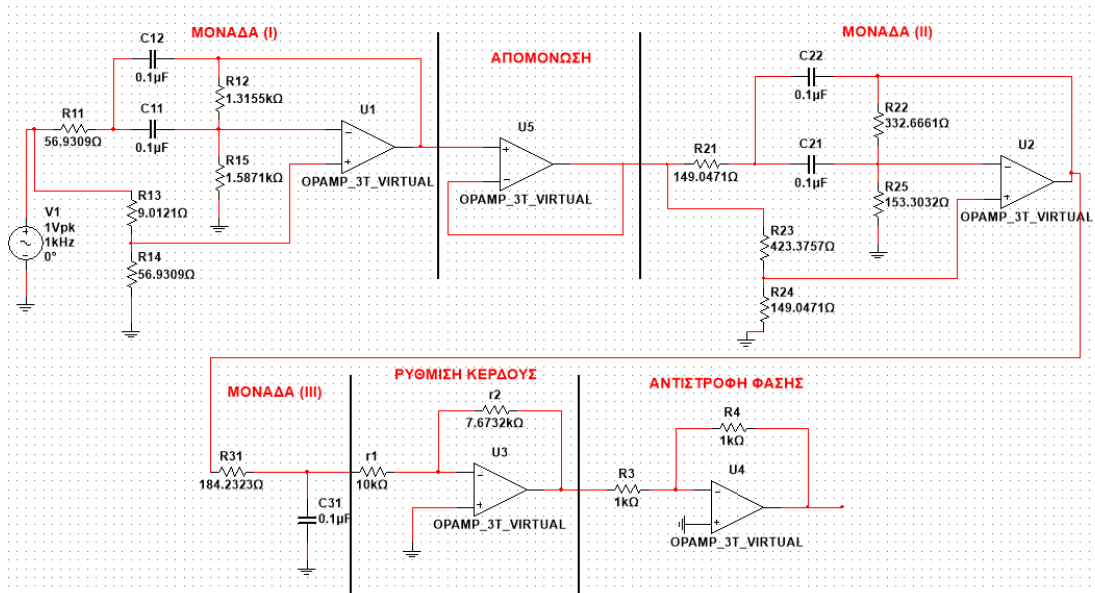 ΜΟΝΑΔΑ (I)
ΑΠΟΜΟΝΩΣΗ
ΜΟΝΑΔΑ (II)
C12
0.1µF
R12
1.3155kΩ
R11
56.9309Ω
C11
0.1µF
U1
OPAMP_3T_VIRTUAL
R15
1.5871kΩ
R13
9.0121Ω
R14
56.9309Ω
V1
1Vpk
1kHz
0°
U5
OPAMP_3T_VIRTUAL
C22
0.1µF
R22
332.6661Ω
R21
149.0471Ω
C21
0.1µF
U2
OPAMP_3T_VIRTUAL
R25
153.3032Ω
R23
423.3757Ω
R24
149.0471Ω
ΜΟΝΑΔΑ (III)
ΡΥΘΜΙΣΗ ΚΕΡΔΟΥΣ
ΑΝΤΙΣΤΡΟΦΗ ΦΑΣΗΣ
R31
184.2323Ω
C31
0.1µF
r1
10kΩ
r2
7.6732kΩ
U3
OPAMP_3T_VIRTUAL
R3
1kΩ
R4
1kΩ
U4
OPAMP_3T_VIRTUAL